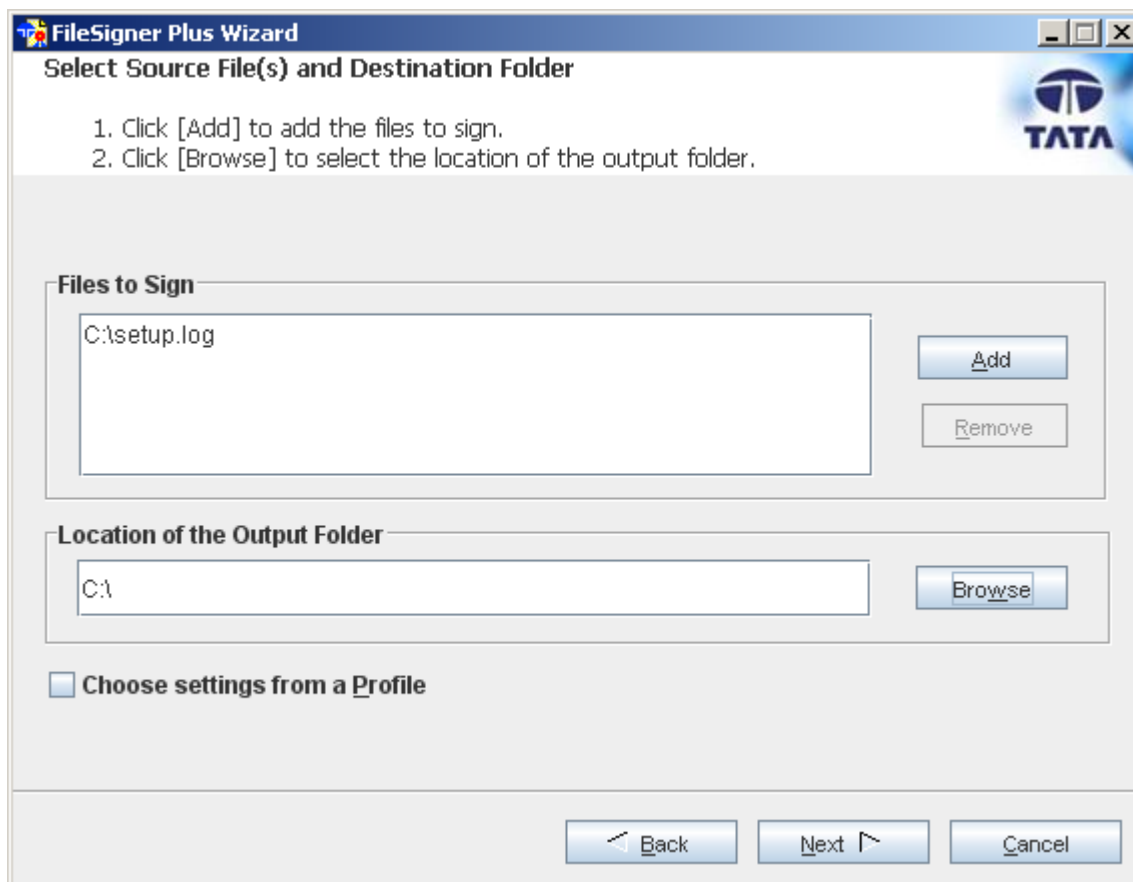 FileSigner Plus Wizard
Select Source File(s) and Destination Folder
1. Click [Add] to add the files to sign.
2. Click [Browse] to select the location of the output folder.
TATA
Files to Sign
C:\setup.log
Add
Remove
Location of the Output Folder
C:\
Browse
Choose settings from a Profile
Back
Next
Cancel